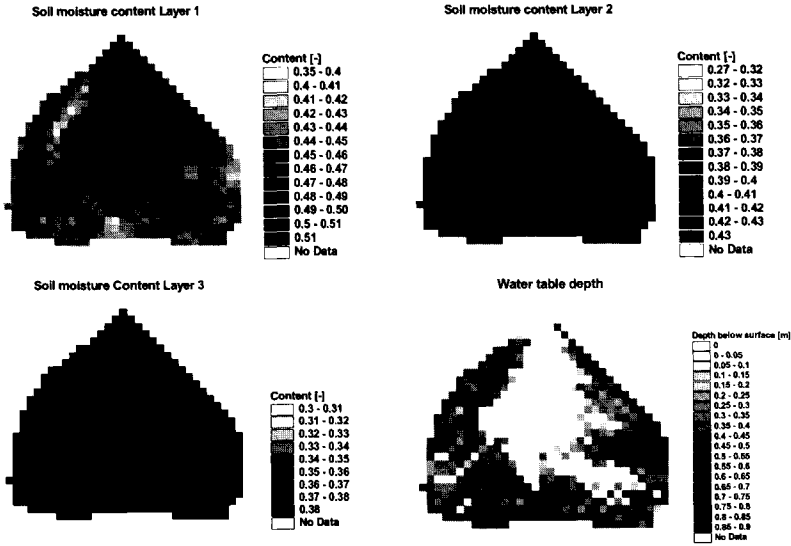 Soil moisture content Layer 1
Content [-]
0.35 - 0.4
0.4 - 0.41
0.41 - 0.42
0.42 - 0.43
0.43 - 0.44
0.44 - 0.45
0.45 - 0.46
0.46 - 0.47
0.47 - 0.48
0.48 - 0.49
0.49 - 0.50
0.5 - 0.51
0.51
No Data
Soil moisture content Layer 2
Content [-]
0.27 - 0.32
0.32 - 0.33
0.33 - 0.34
0.34 - 0.35
0.35 - 0.36
0.36 - 0.37
0.37 - 0.38
0.38 - 0.39
0.39 - 0.4
0.4 - 0.41
0.41 - 0.42
0.42 - 0.43
0.43
No Data
Soil moisture Content Layer 3
Content [-]
0.3 - 0.31
0.31 - 0.32
0.32 - 0.33
0.33 - 0.34
0.34 - 0.35
0.35 - 0.36
0.36 - 0.37
0.37 - 0.38
0.38
No Data
Water table depth
Depth below surface [m]
0
0 - 0.05
0.05 - 0.1
0.1 - 0.15
0.15 - 0.2
0.2 - 0.25
0.25 - 0.3
0.3 - 0.35
0.35 - 0.4
0.4 - 0.45
0.45 - 0.5
0.5 - 0.55
0.55 - 0.6
0.6 - 0.65
0.65 - 0.7
0.7 - 0.75
0.75 - 0.8
0.8 - 0.85
0.85 - 0.9
No Data